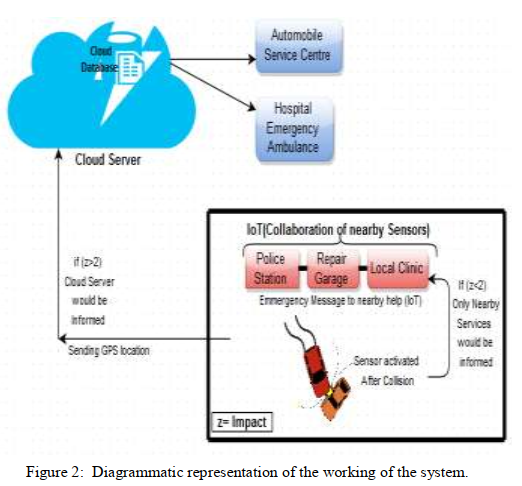 Cloud
Database
Cloud Server
Automobile
Service Centre
Hospital
Emergency
Ambulance
IoT(Collaboration of nearby Sensors)
Police
Station
Repair
Garage
Local Clinic
Emmergency Message to nearby help (IoT)
if (z>2)
Cloud Server
would be
Informed
Sending GPS location
If (z<2)
Only Nearby
Services
would be
informed
Sensor activated
After Collision
z= Impact
Figure 2:  Diagrammatic representation of the working of the system.